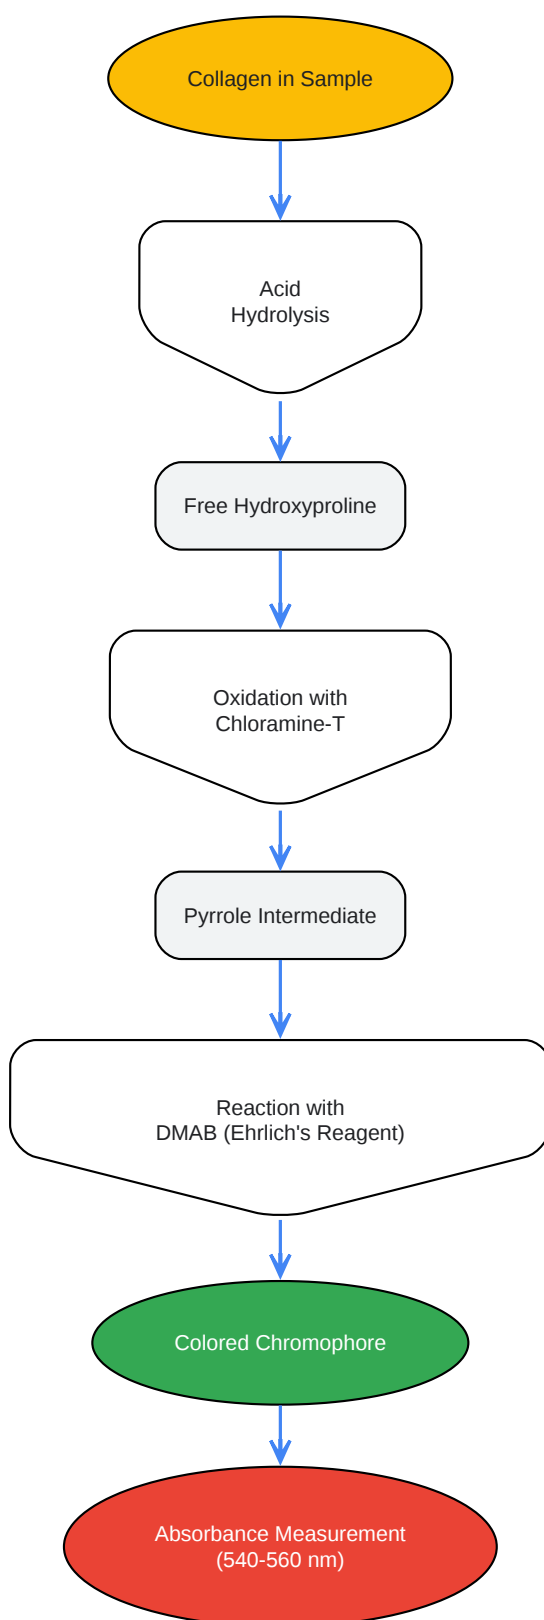 Collagen in Sample
Acid
Hydrolysis
Free Hydroxyproline
Oxidation with
Chloramine-T
Pyrrole Intermediate
Reaction with
DMAB (Ehrlich's Reagent)
Colored Chromophore
Absorbance Measurement
(540-560 nm)